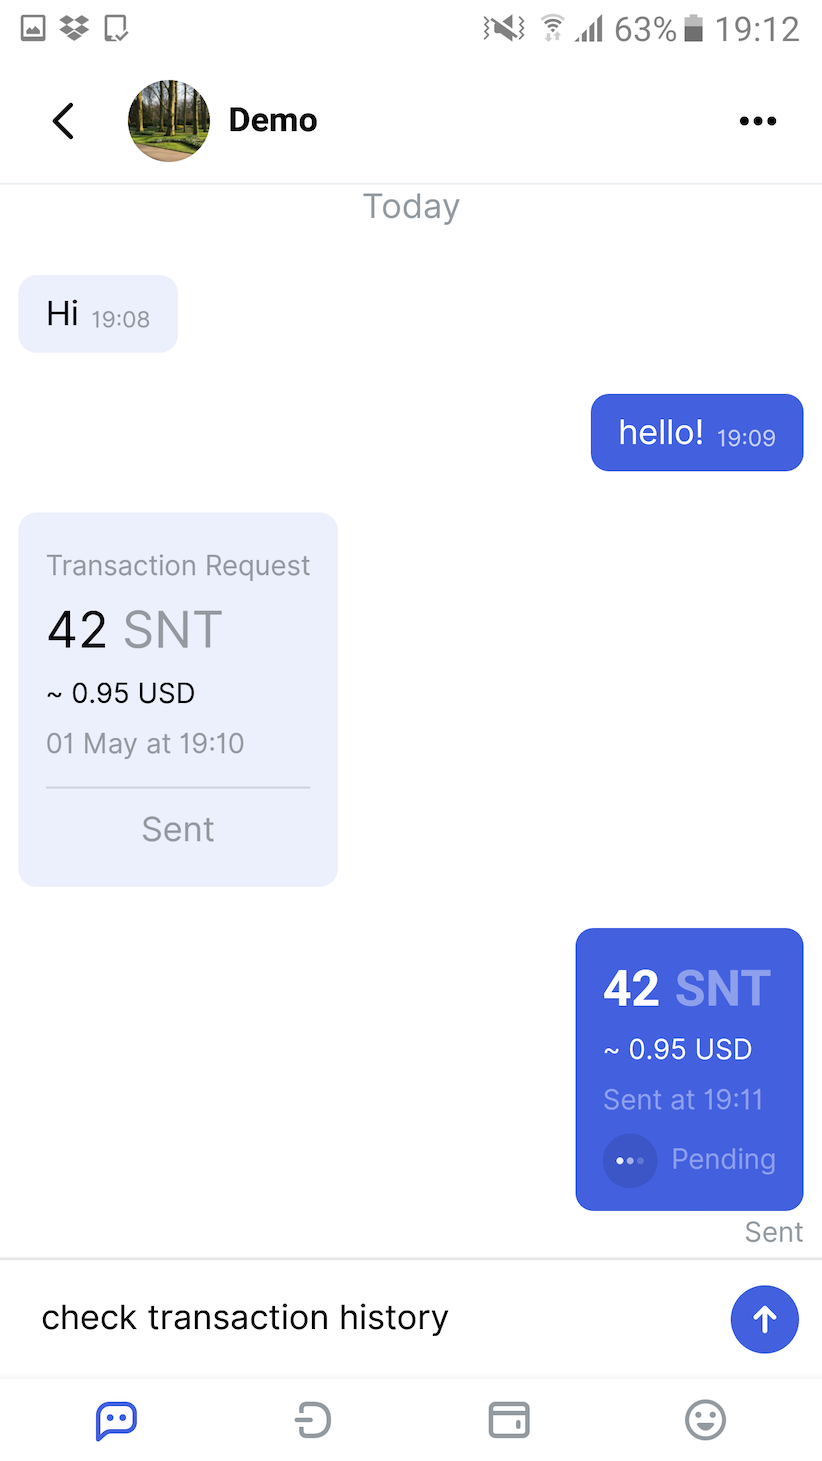 63% 19:12
Demo
Today
Hi 19:08
hello! 19:09
Transaction Request
42 SNT
~ 0.95 USD
01 May at 19:10
Sent
42 SNT
~ 0.95 USD
Sent at 19:11
Pending
Sent
check transaction history